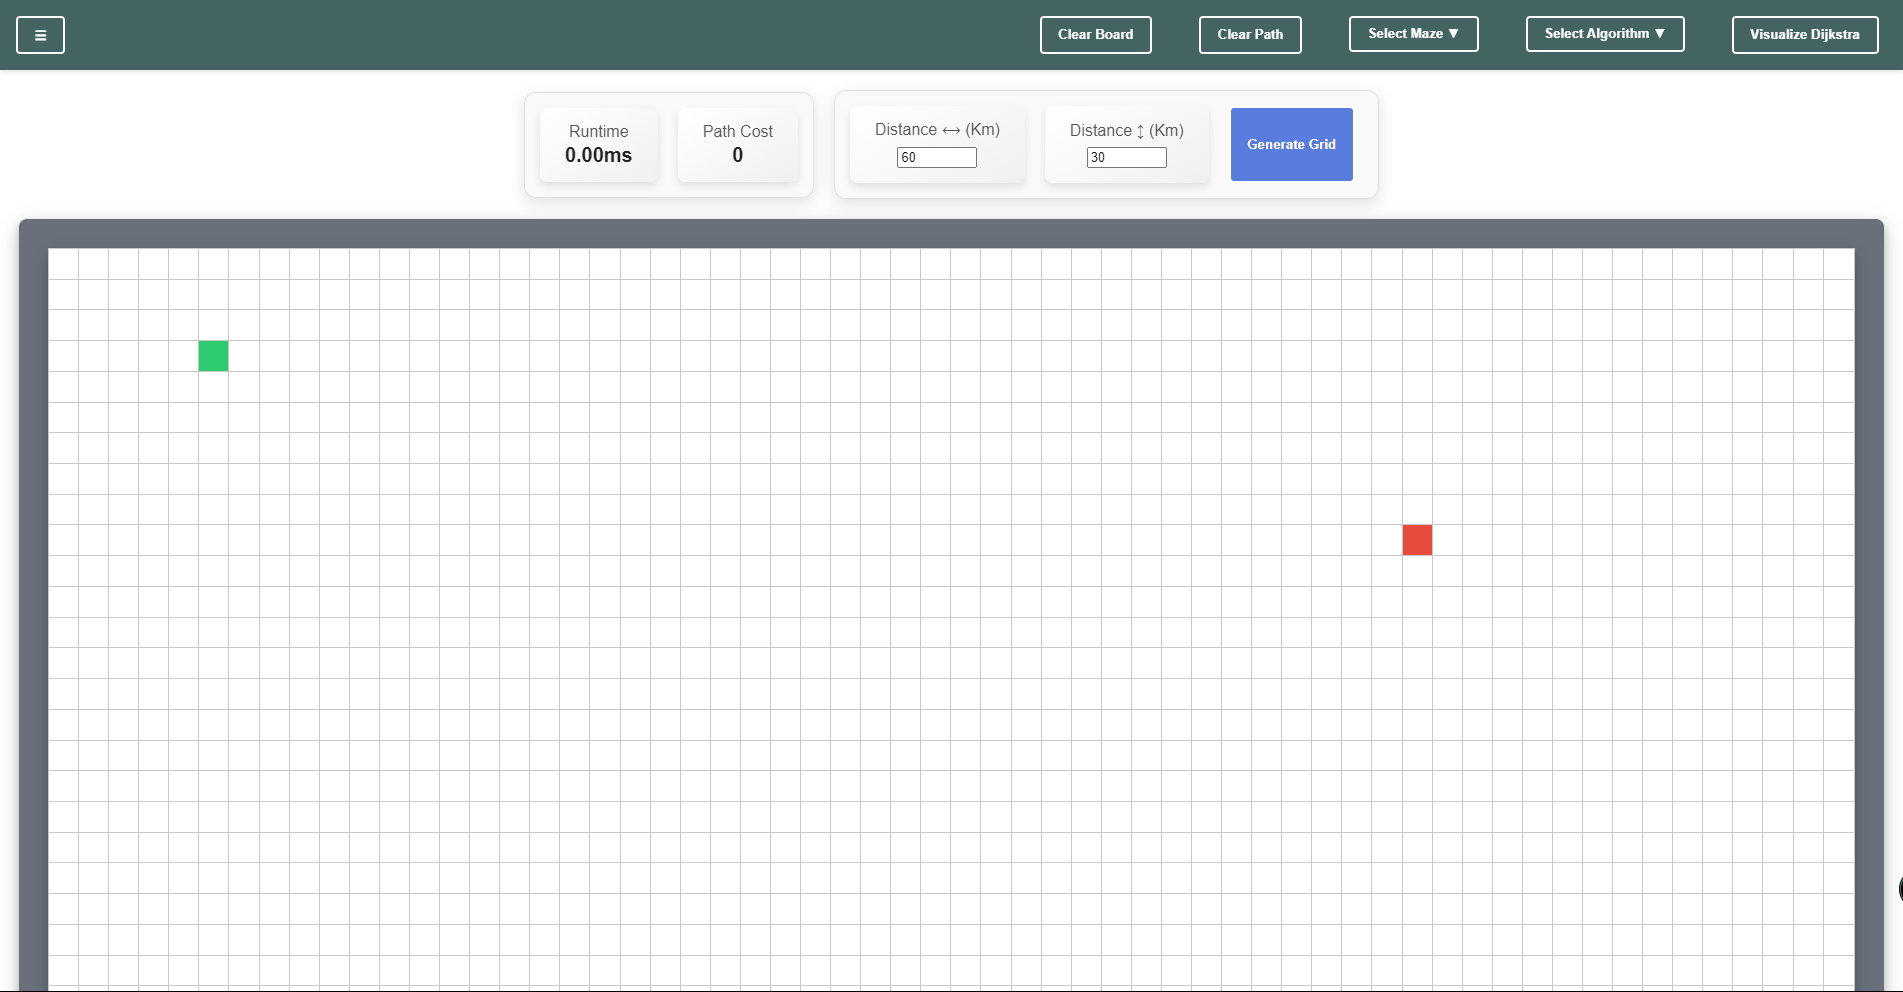 ☰
Clear Board
Clear Path
Select Maze ▼
Select Algorithm ▼
Visualize Dijkstra
Runtime
0.00ms
Path Cost
0
Distance ↔ (Km)
60
Distance ↕ (Km)
30
Generate Grid